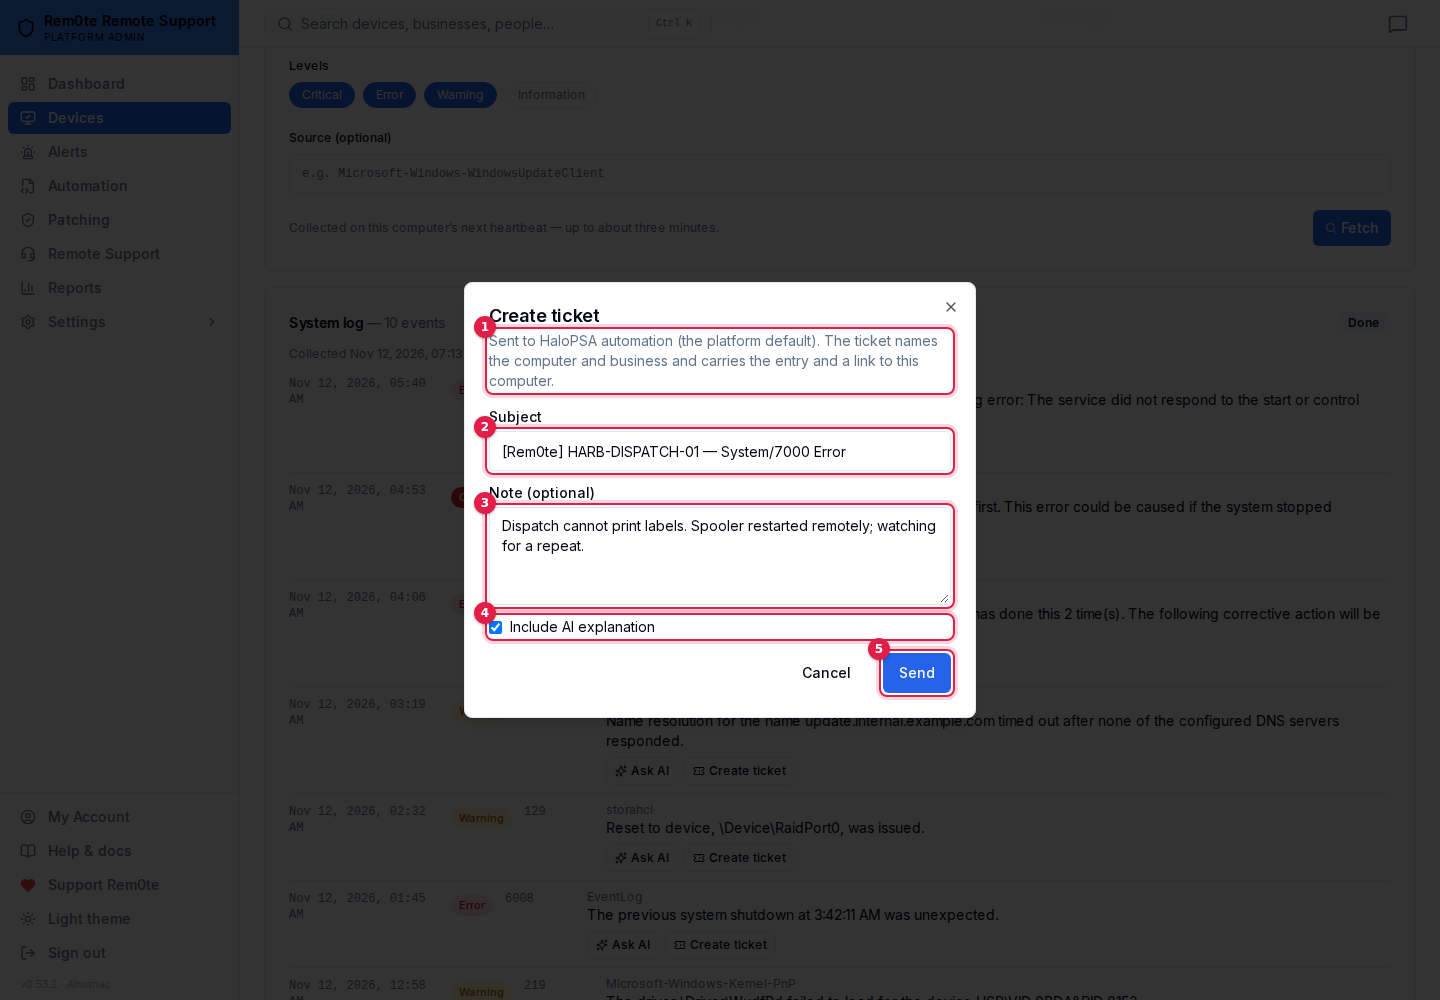 Rem0te Remote Support
PLATFORM ADMIN
Search devices, businesses, people...
Ctrl K
Dashboard
Devices
Alerts
Automation
Patching
Remote Support
Reports
Settings
My Account
Help & docs
Support Rem0te
Light theme
Sign out
v0.53.2 · Almanac
Levels
Critical
Error
Warning
Information
Source (optional)
e.g. Microsoft-Windows-WindowsUpdateClient
Collected on this computer's next heartbeat — up to about three minutes.
Fetch
System log — 10 events
Done
Collected Nov 12, 2026, 07:13
Nov 12, 2026, 05:40
AM
error: The service did not respond to the start or control
Nov 12, 2026, 04:53
AM
first. This error could be caused if the system stopped
Nov 12, 2026, 04:06
AM
has done this 2 time(s). The following corrective action will be
Nov 12, 2026, 03:19
AM
Name resolution for the name update.internal.example.com timed out after none of the configured DNS servers
responded.
Ask AI
Create ticket
Nov 12, 2026, 02:32
AM
Warning
129
storahci
Reset to device, \Device\RaidPort0, was issued.
Ask AI
Create ticket
Nov 12, 2026, 01:45
AM
Error
6008
EventLog
The previous system shutdown at 3:42:11 AM was unexpected.
Ask AI
Create ticket
Nov 12, 2026, 12:58
AM
Warning
219
Microsoft-Windows-Kernel-PnP
Create ticket
1
Sent to HaloPSA automation (the platform default). The ticket names
the computer and business and carries the entry and a link to this
computer.
Subject
2
[Rem0te] HARB-DISPATCH-01 — System/7000 Error
Note (optional)
3
Dispatch cannot print labels. Spooler restarted remotely; watching
for a repeat.
4
Include AI explanation
5
Cancel
Send